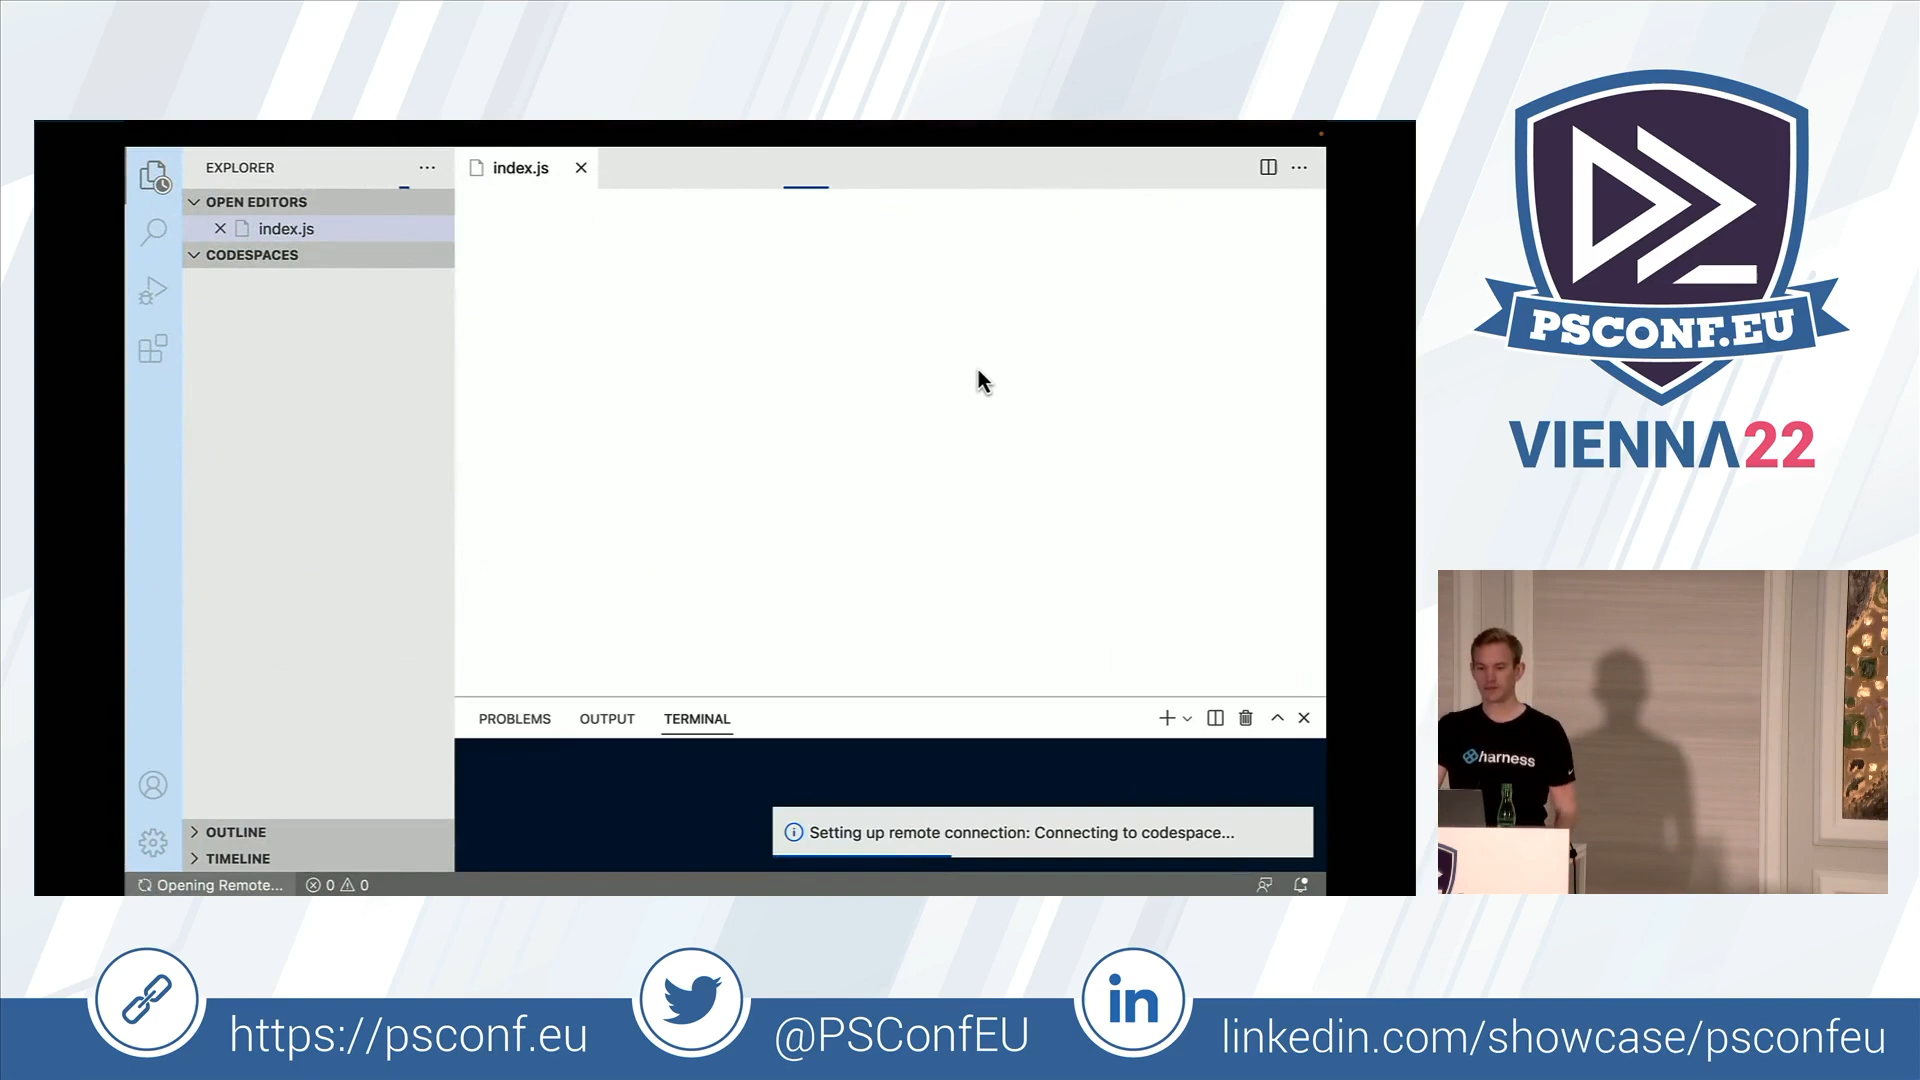 EXPLORER
index.js
OPEN EDITORS
index.js
CODESPACES
PROBLEMS
OUTPUT
TERMINAL
Setting up remote connection: Connecting to codespace...
OUTLINE
TIMELINE
Opening Remote...
0
0
PSCONF.EU
VIENNA22
harness
https://psconf.eu
@PSConfEU
in
linkedin.com/showcase/psconfeu